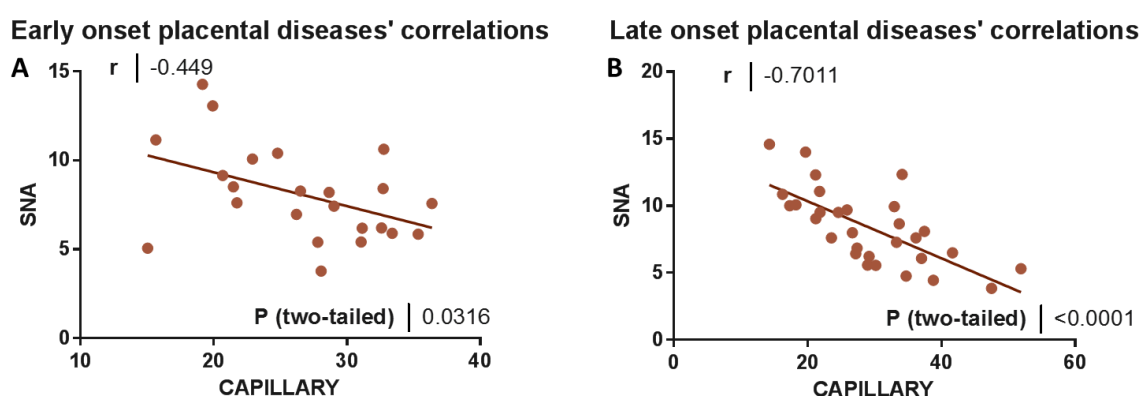 Early onset placental diseases' correlations
A
r | -0.449
15
10
5
0
SNA
P (two-tailed) | 0.0316
10 20 30 40
CAPILLARY
Late onset placental diseases' correlations
B
r | -0.7011
20
15
10
5
0
SNA
P (two-tailed) | <0.0001
0 20 40 60
CAPILLARY